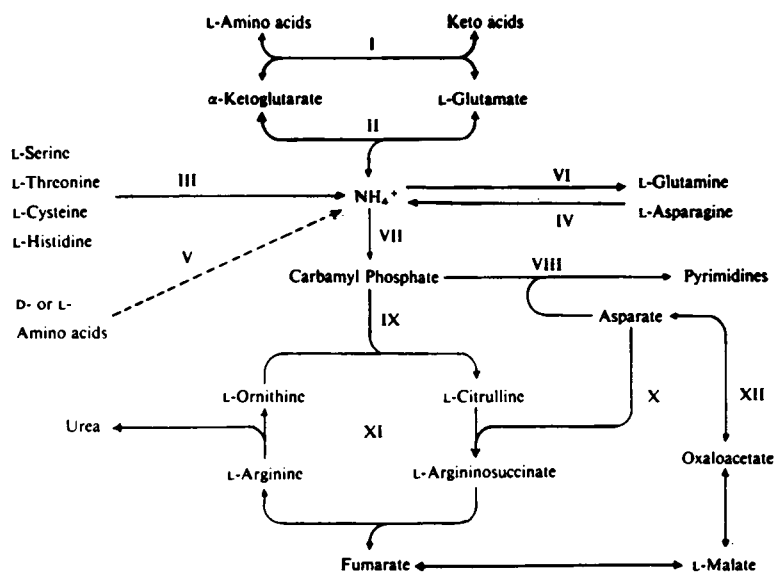 L-Amino acids
Keto acids
I
α-Ketoglutarate
L-Glutamate
II
L-Serine
L-Threonine
III
NH₄⁺
VI
L-Glutamine
L-Cysteine
IV
L-Asparagine
L-Histidine
VII
V
Carbamyl Phosphate
VIII
Pyrimidines
D- or L-
Amino acids
IX
Asparate
L-Ornithine
L-Citrulline
X
XII
Urea
XI
Oxaloacetate
L-Arginine
L-Argininosuccinate
Fumarate
L-Malate